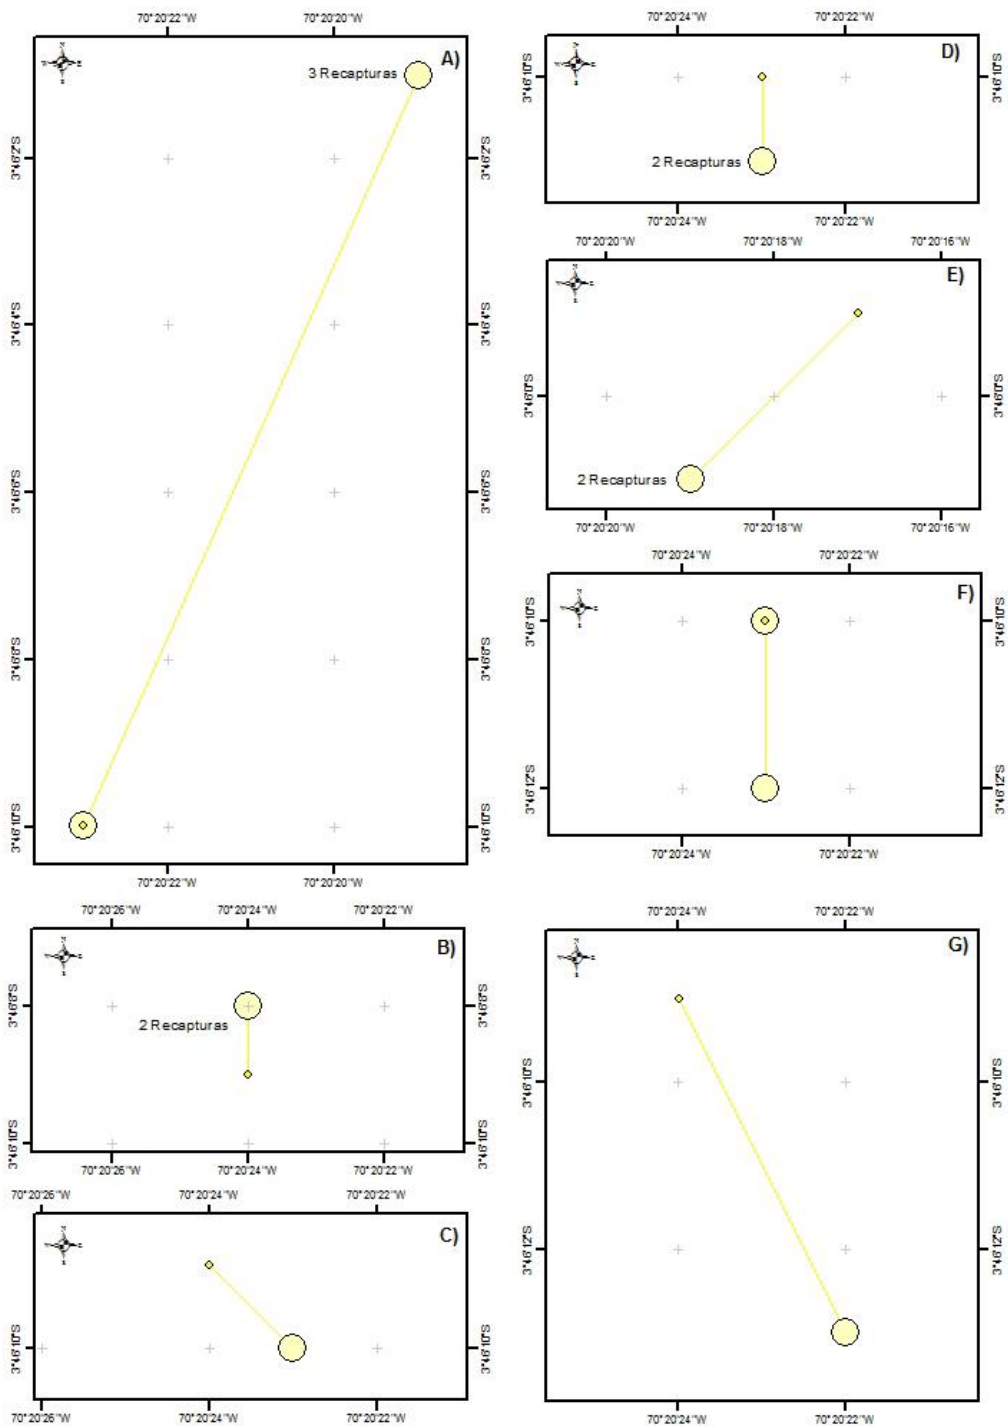 70°20'22"W 70°20'20"W
A)
3 Recapturas
3°46'2"S 3°46'2"S
3°46'4"S 3°46'4"S
3°46'6"S 3°46'6"S
3°46'8"S 3°46'8"S
3°46'10"S 3°46'10"S
70°20'22"W 70°20'20"W
70°20'26"W 70°20'24"W 70°20'22"W
B)
3°46'8"S 3°46'8"S
2 Recapturas
3°46'10"S 3°46'10"S
70°20'26"W 70°20'24"W 70°20'22"W
70°20'26"W 70°20'24"W 70°20'22"W
C)
3°46'10"S 3°46'10"S
70°20'26"W 70°20'24"W 70°20'22"W
70°20'24"W 70°20'22"W
D)
3°46'10"S 3°46'10"S
2 Recapturas
70°20'24"W 70°20'22"W
70°20'20"W 70°20'18"W 70°20'16"W
E)
3°46'0"S 3°46'0"S
2 Recapturas
70°20'20"W 70°20'18"W 70°20'16"W
70°20'24"W 70°20'22"W
F)
3°46'10"S 3°46'10"S
3°46'12"S 3°46'12"S
70°20'24"W 70°20'22"W
70°20'24"W 70°20'22"W
G)
3°46'10"S 3°46'10"S
3°46'12"S 3°46'12"S
70°20'24"W 70°20'22"W